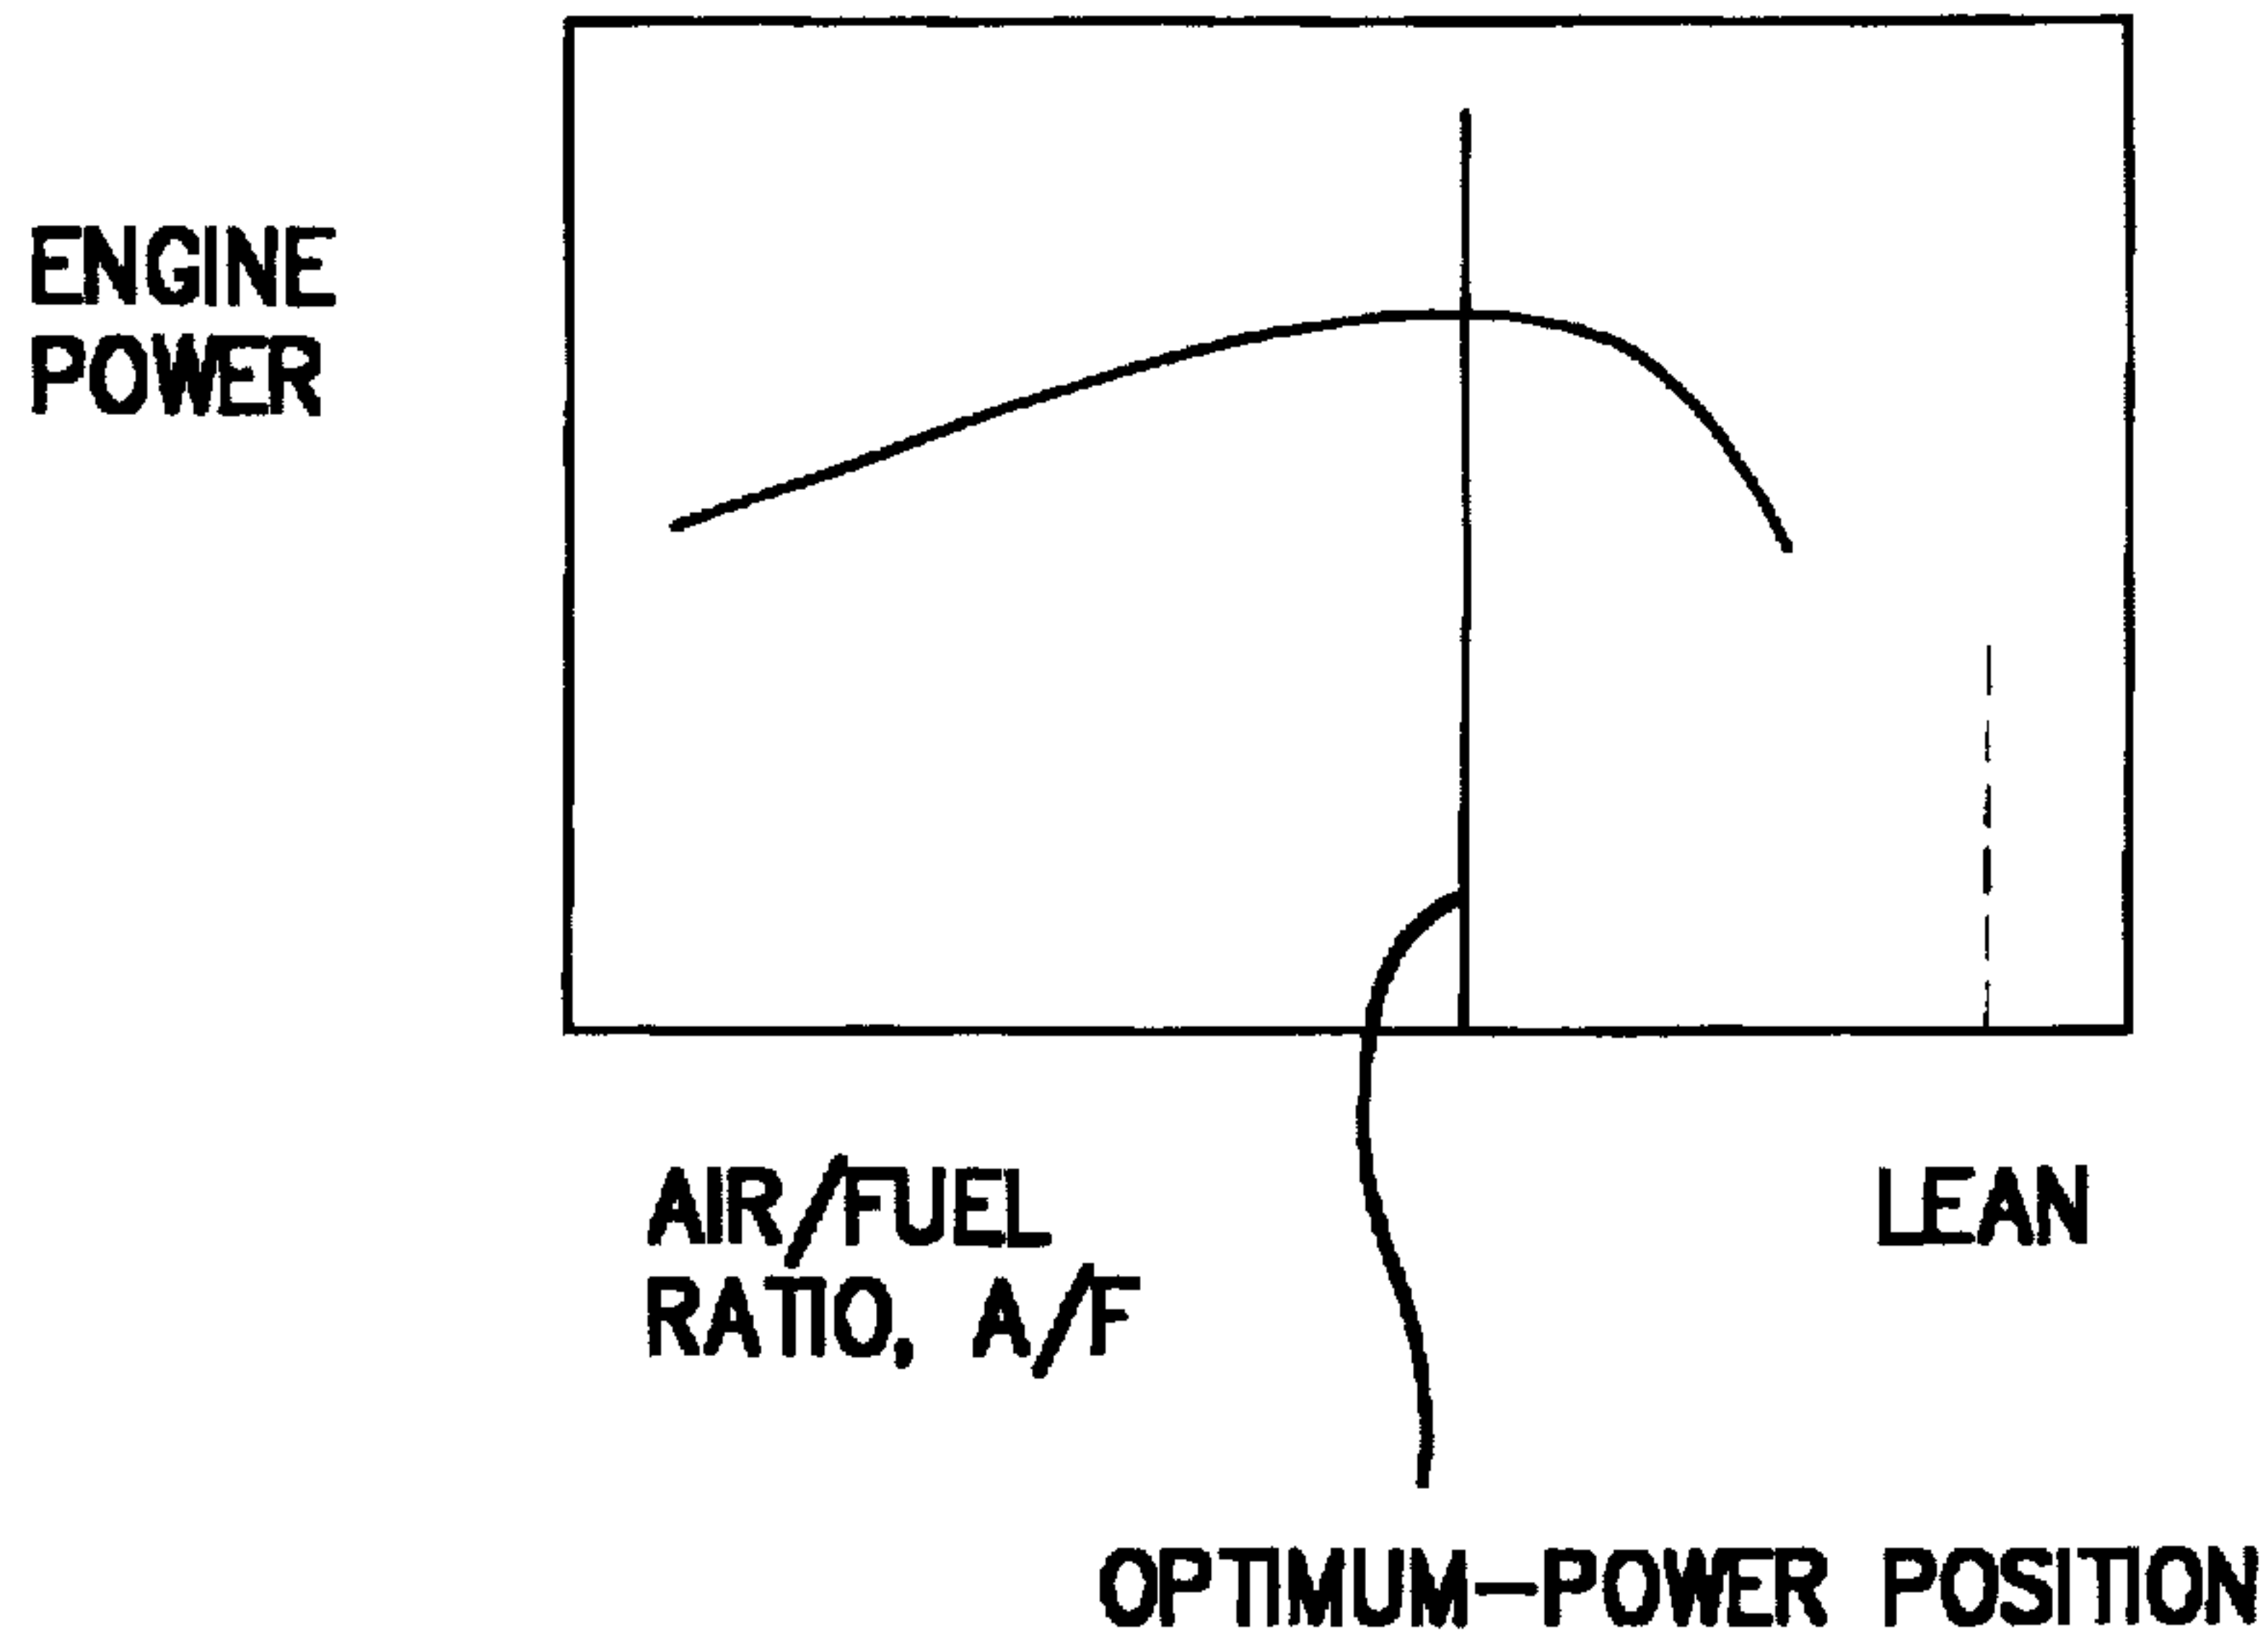 ENGINE
POWER
AIR/FUEL
RATIO, A/F
LEAN
OPTIMUM-POWER POSITION